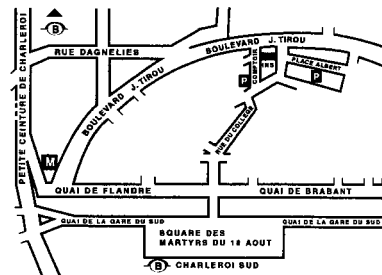 B
BOULEVARD J. TIROU
RUE DAGNELIES
PETITE CEINTURE DE CHARLEROI
COMPTOIR
PLACE ALBERT
P
P
BOULEVARD J. TIROU
RUE DU COLLEGE
M
QUAI DE FLANDRE
QUAI DE BRABANT
QUAI DE LA GARE DU SUD
QUAI DE LA GARE DU SUD
SQUARE DES
MARTYRS DU 18 AOUT
B CHARLEROI SUD